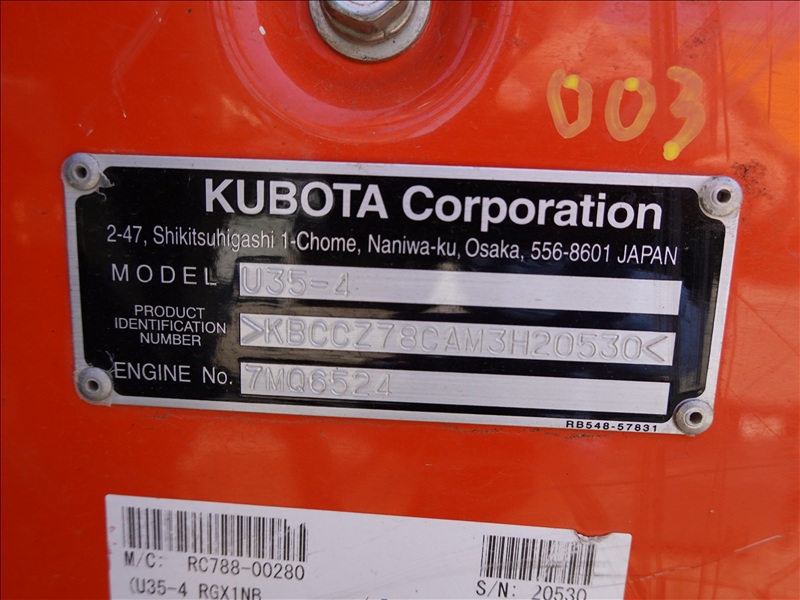 003
KUBOTA Corporation
2-47, Shikitsuhigashi 1-Chome, Naniwa-ku, Osaka, 556-8601 JAPAN
MODEL U35-4
PRODUCT
IDENTIFICATION
NUMBER >KBCCZ78CAM3H20530<
ENGINE No. 7MQ6524
RB548-57831
M/C: RC788-00280
(U35-4 RGX1NB
S/N: 20530